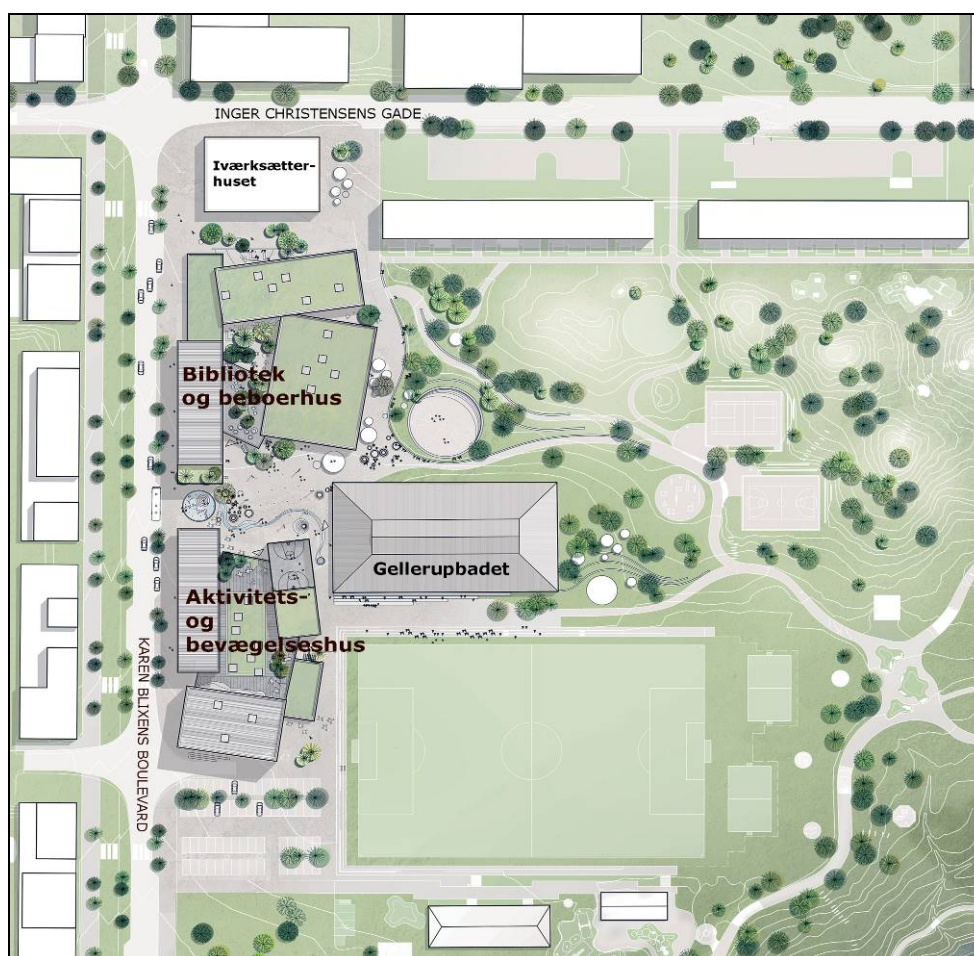 INGER CHRISTENSENS GADE
Iværksætter-
huset
Bibliotek
og beboerhus
Gellerupbadet
Aktivitets-
og
bevægelseshus
KAREN BLIXENS BOULEVARD